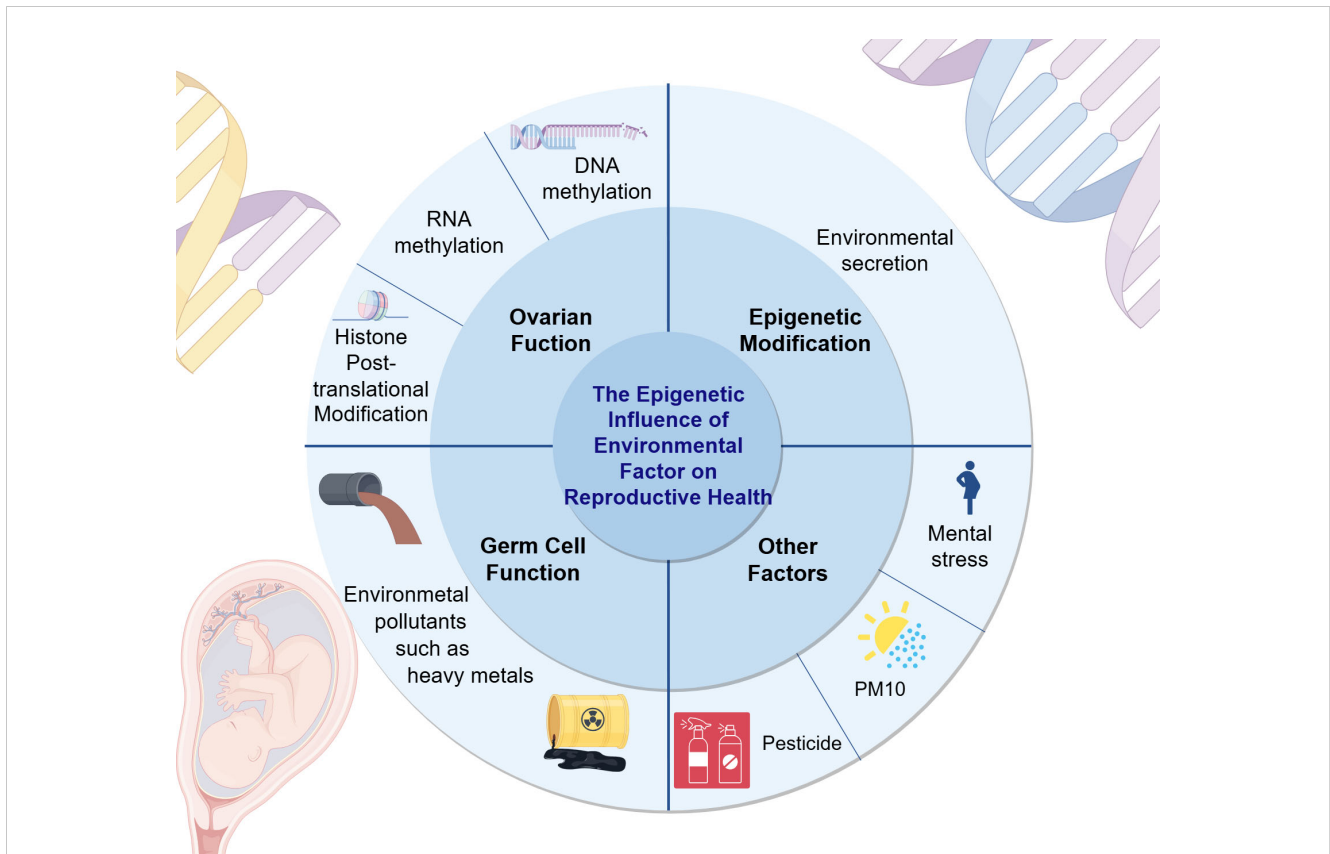 DNA
methylation
RNA
methylation
Histone
Post-
translational
Modification
Environmental
secretion
Ovarian
Fuction
Epigenetic
Modification
The Epigenetic
Influence of
Environmental
Factor on
Reproductive Health
Germ Cell
Function
Other
Factors
Environmetal
pollutants
such as
heavy metals
Mental
stress
PM10
Pesticide